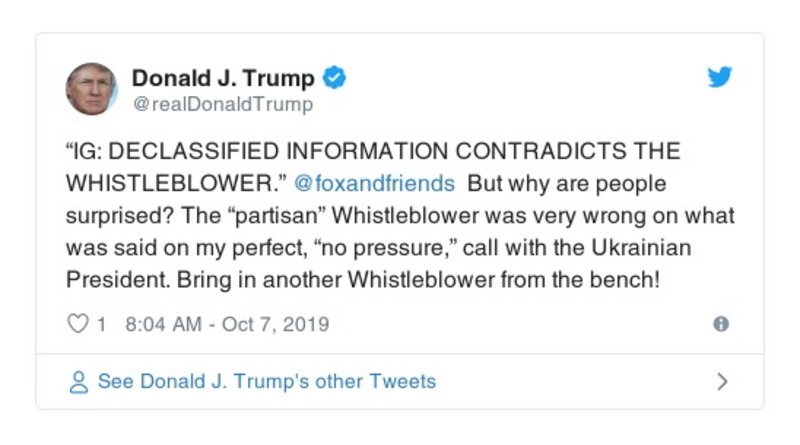 Donald J. Trump
@realDonaldTrump
“IG: DECLASSIFIED INFORMATION CONTRADICTS THE
WHISTLEBLOWER.” @foxandfriends But why are people
surprised? The “partisan” Whistleblower was very wrong on what
was said on my perfect, “no pressure,” call with the Ukrainian
President. Bring in another Whistleblower from the bench!
1 8:04 AM - Oct 7, 2019
See Donald J. Trump's other Tweets